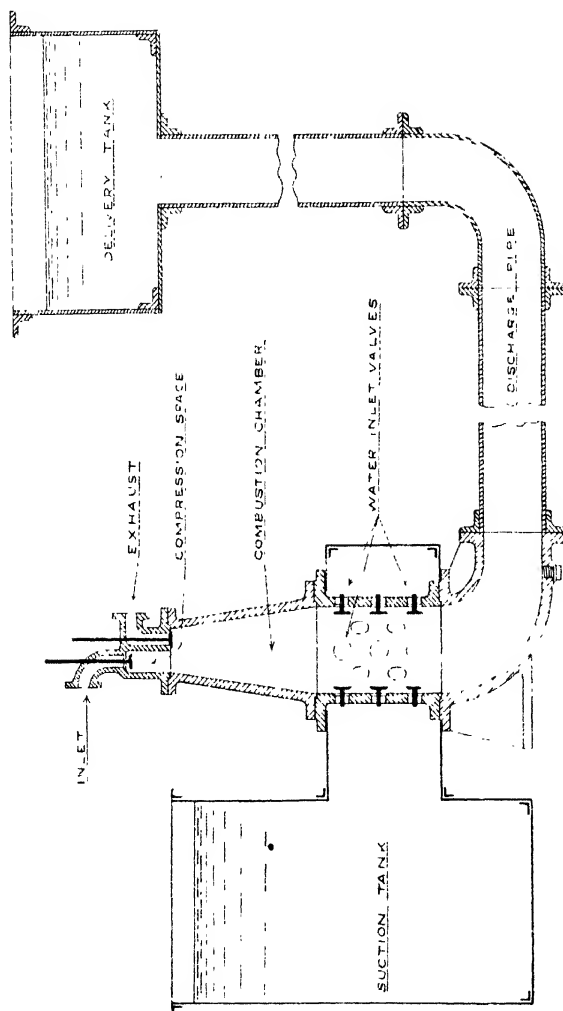 DELIVERY TANK
DISCHARGE PIPE
WATER INLET VALVES
COMBUSTION CHAMBER
COMPRESSION SPACE
EXHAUST
INLET
SUCTION TANK